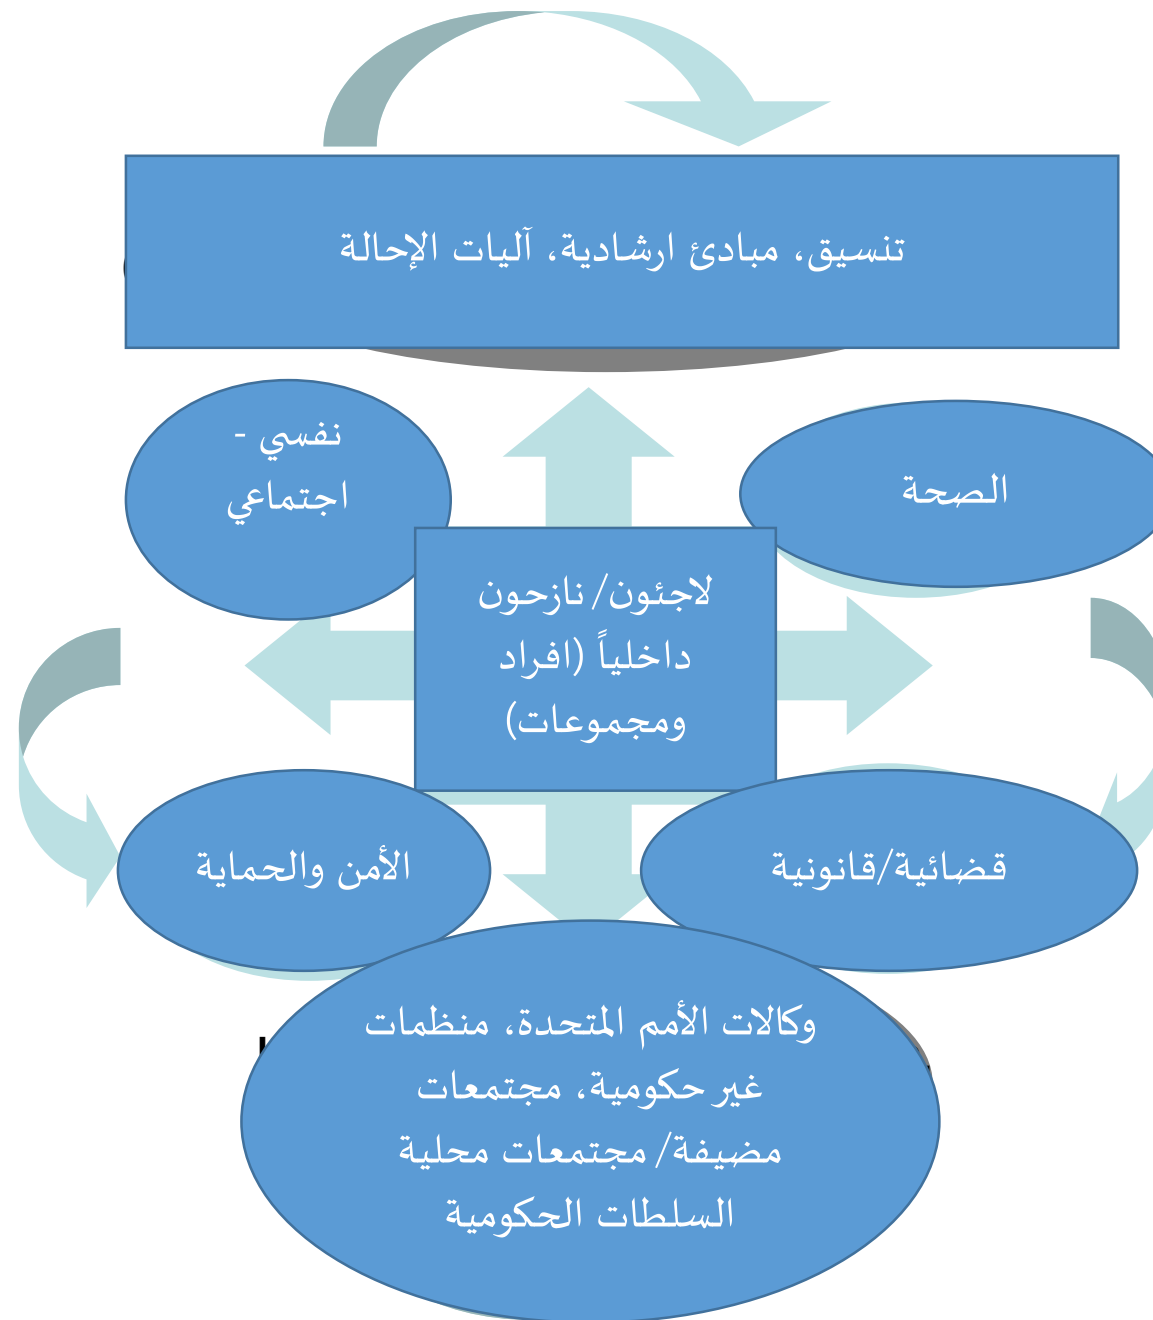 تنسيق، مبادئ ارشادية، آليات الإحالة
الصحة
نفسي -
اجتماعي
لاجئون/ نازحون
داخلياً (افراد
ومجموعات)
قضائية/قانونية
الأمن والحماية
وكالات الأمم المتحدة، منظمات
غير حكومية، مجتمعات
مضيفة/ مجتمعات محلية
السلطات الحكومية